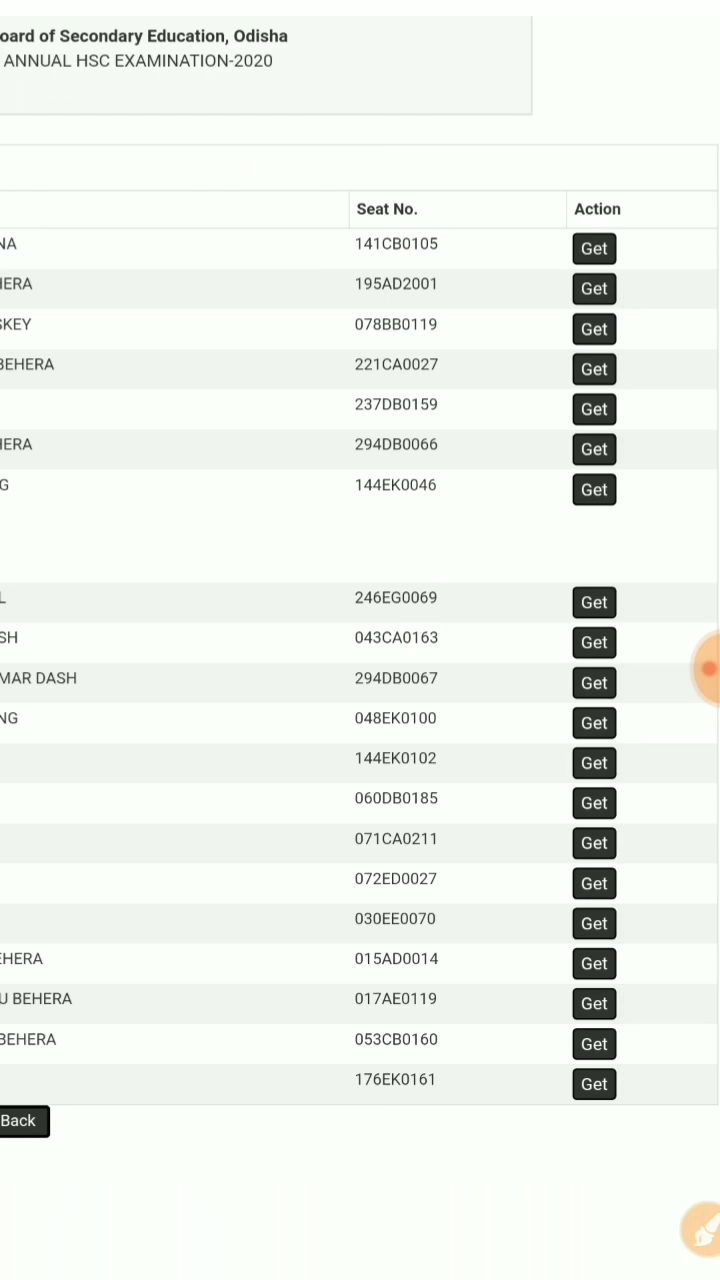 oard of Secondary Education, Odisha
ANNUAL HSC EXAMINATION-2020
Seat No. Action
NA 141CB0105 Get
HERA 195AD2001 Get
SKEY 078BB0119 Get
BEHERA 221CA0027 Get
237DB0159 Get
HERA 294DB0066 Get
G 144EK0046 Get
L 246EG0069 Get
SH 043CA0163 Get
MAR DASH 294DB0067 Get
NG 048EK0100 Get
144EK0102 Get
060DB0185 Get
071CA0211 Get
072ED0027 Get
030EE0070 Get
EHERA 015AD0014 Get
U BEHERA 017AE0119 Get
BEHERA 053CB0160 Get
176EK0161 Get
Back